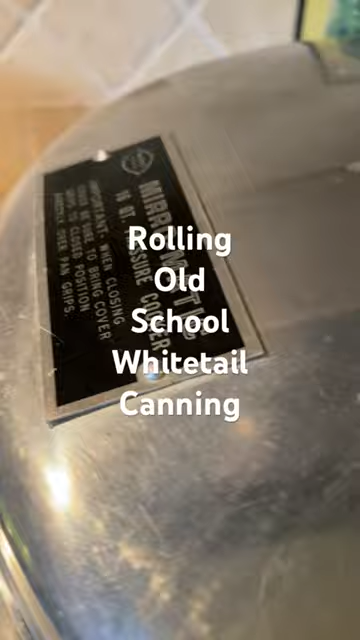 Rolling
Old
School
Whitetail
Canning
MIRRO-MATIC
16 QT. PRESSURE COOKER
IMPORTANT: WHEN CLOSING
COVER BE SURE TO BRING COVER
TO CLOSED POSITION
DIRECTLY OVER PAN GRIPS.